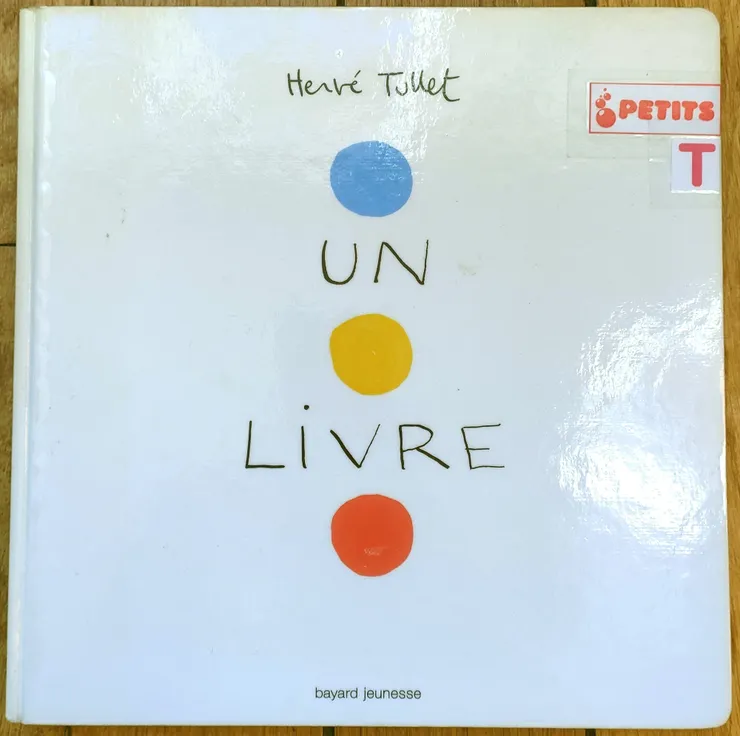 Hervé Tullet
PETITS
T
UN
LiVRE
bayard jeunesse